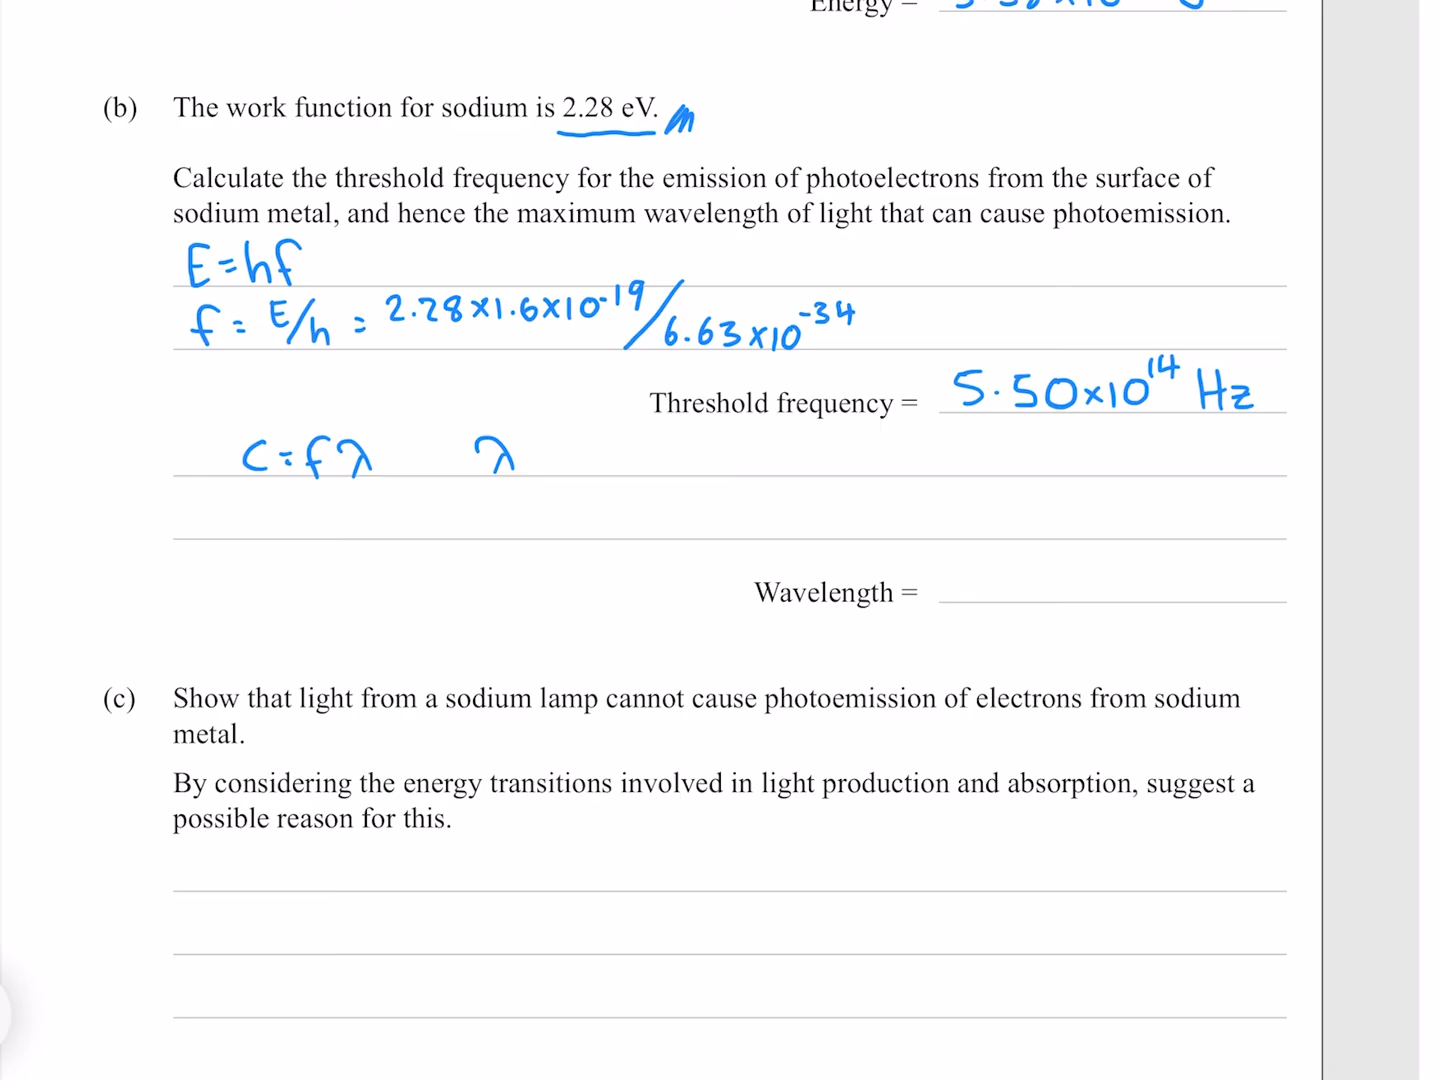 Energy =
(b) The work function for sodium is 2.28 eV.
Calculate the threshold frequency for the emission of photoelectrons from the surface of
sodium metal, and hence the maximum wavelength of light that can cause photoemission.
E=hf
f = E/h = 2.28×1.6×10^-19/6.63×10^-34
Threshold frequency = 5.50×10^14 Hz
c=fλ λ
Wavelength =
(c) Show that light from a sodium lamp cannot cause photoemission of electrons from sodium
metal.
By considering the energy transitions involved in light production and absorption, suggest a
possible reason for this.